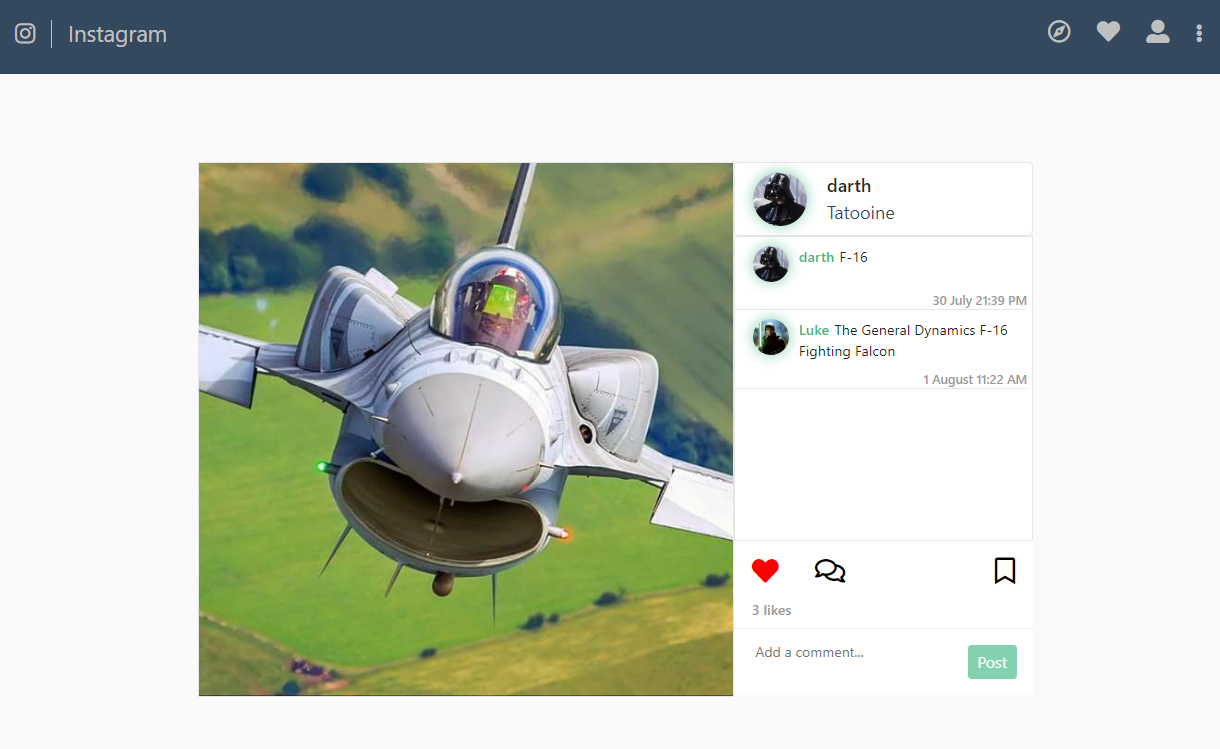 Instagram
darth
Tatooine
darth F-16
30 July 21:39 PM
Luke The General Dynamics F-16
Fighting Falcon
1 August 11:22 AM
3 likes
Add a comment...
Post